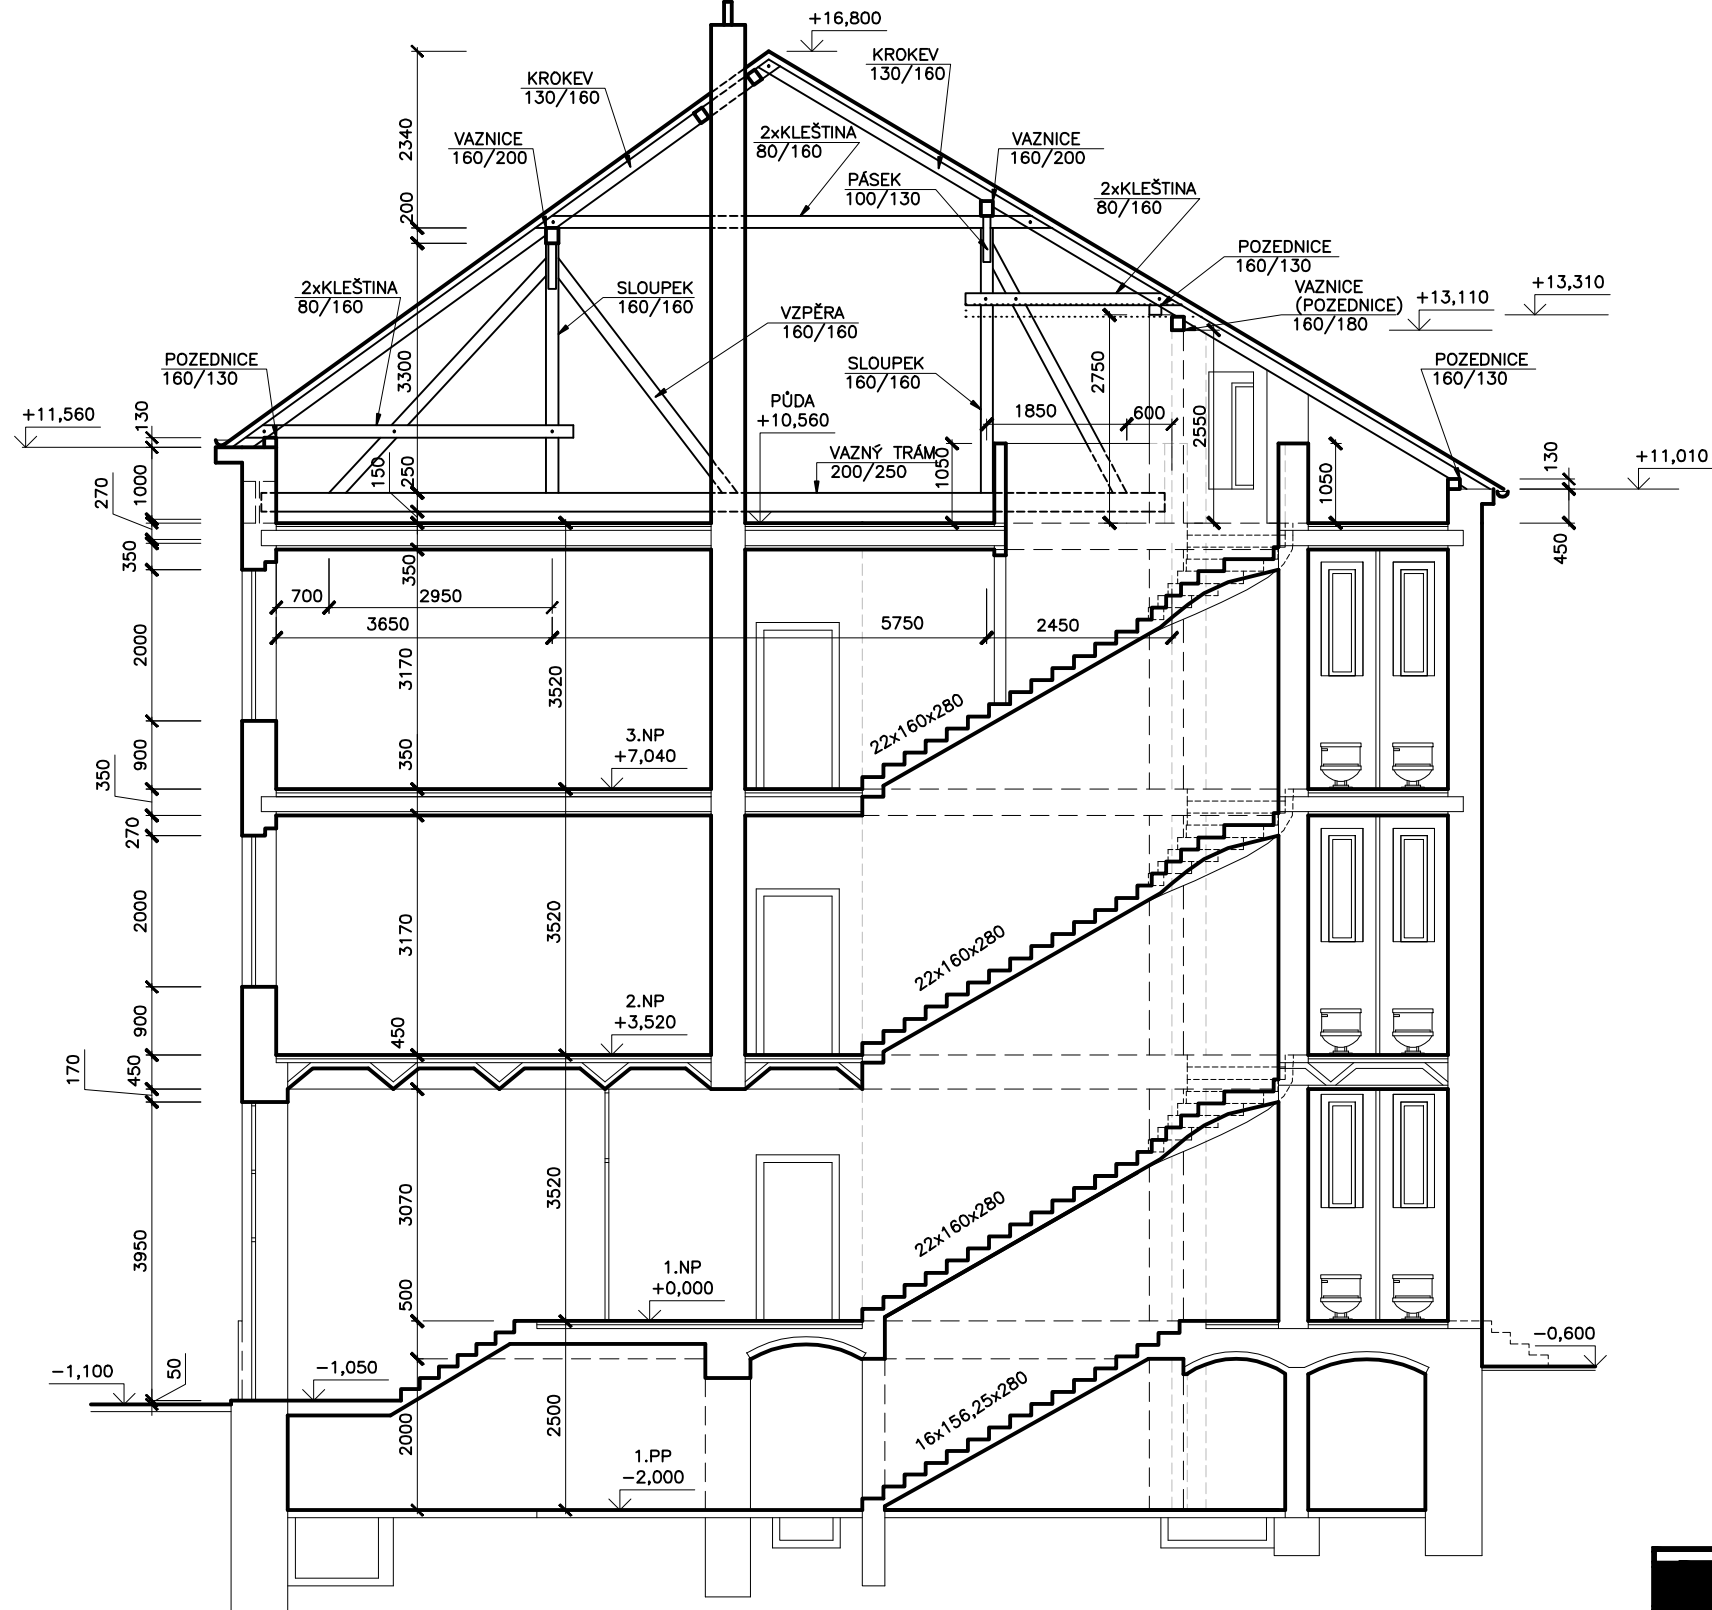 +16,800
KROKEV
130/160
KROKEV
130/160
2340
VAZNICE
160/200
2xKLEŠTINA
80/160
VAZNICE
160/200
PÁSEK
100/130
2xKLEŠTINA
80/160
200
POZEDNICE
160/130
2xKLEŠTINA
80/160
SLOUPEK
160/160
VZPĚRA
160/160
VAZNICE
(POZEDNICE)
160/180
+13,110
+13,310
POZEDNICE
160/130
3300
SLOUPEK
160/160
2750
POZEDNICE
160/130
+11,560
130
PŮDA
+10,560
1850
600
2550
VAZNÝ TRÁM
200/250
1050
1050
130
+11,010
270
1000
150
250
350
350
450
700
2950
3650
5750
2450
2000
3170
3520
22x160x280
3.NP
+7,040
900
350
350
270
2000
3170
3520
22x160x280
2.NP
+3,520
900
450
170
450
3070
3520
22x160x280
3950
1.NP
+0,000
500
-0,600
-1,100
50
-1,050
2000
2500
16x156,25x280
1.PP
-2,000